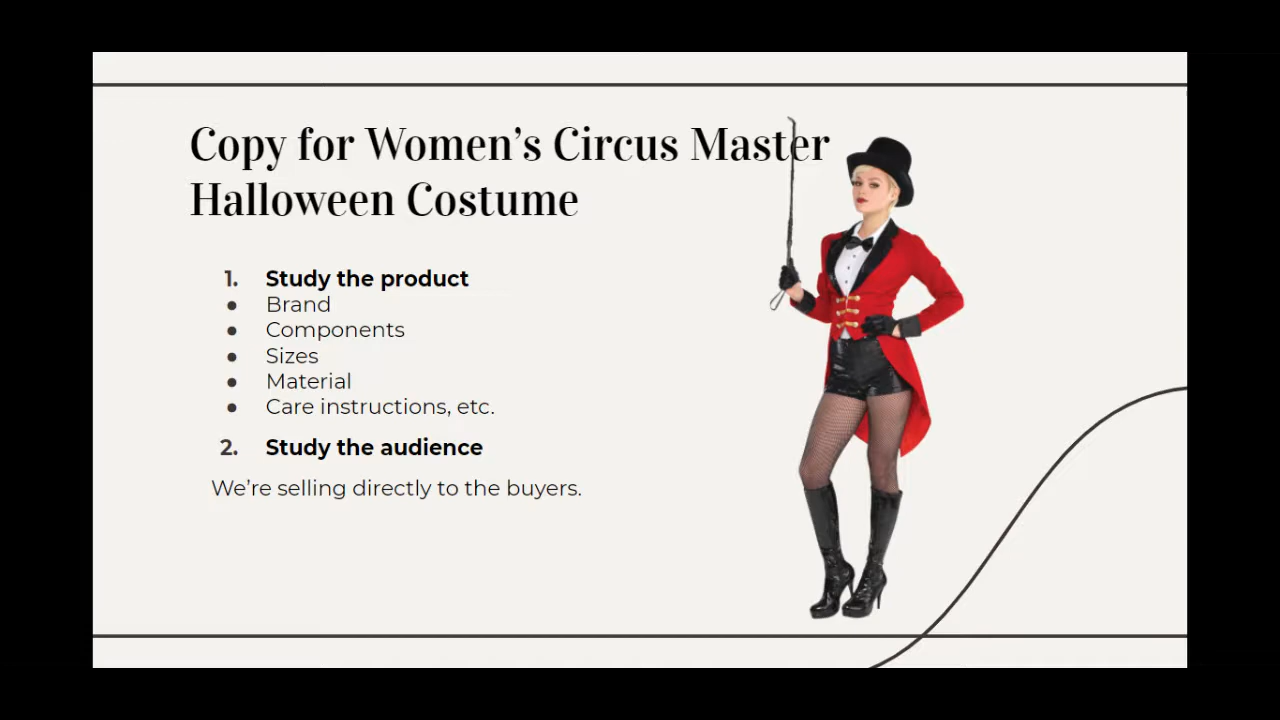 Copy for Women's Circus Master
Halloween Costume
1. Study the product
● Brand
● Components
● Sizes
● Material
● Care instructions, etc.
2. Study the audience
We're selling directly to the buyers.